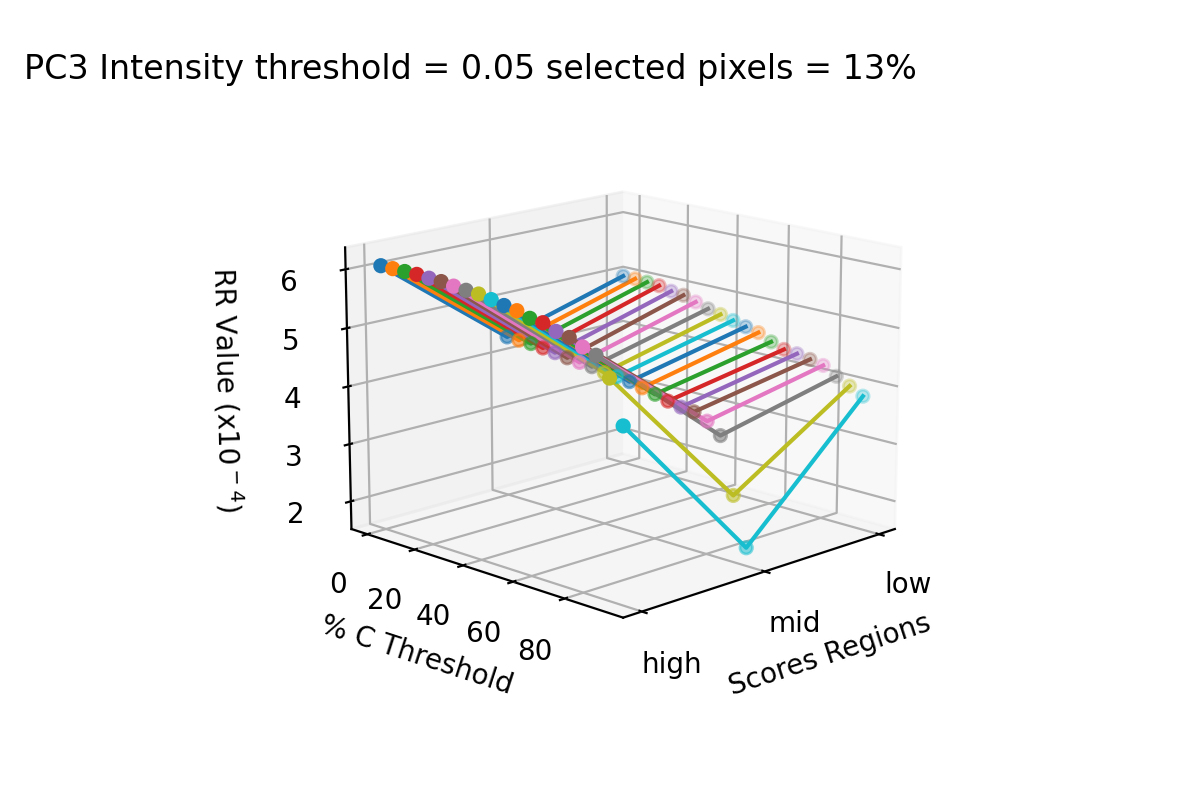 PC3 Intensity threshold = 0.05 selected pixels = 13%
RR Value (x10⁻⁴)
6
5
4
3
2
0
20
40
60
80
% C Threshold
high
mid
low
Scores Regions